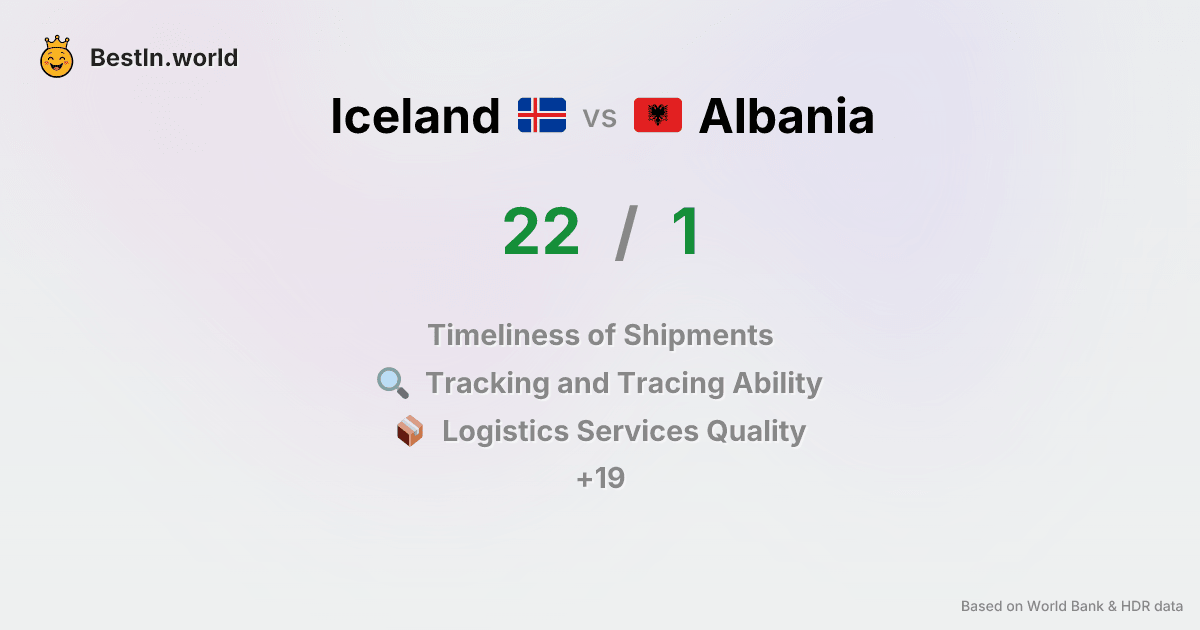 BestIn.world
Iceland vs Albania
22 / 1
Timeliness of Shipments
Tracking and Tracing Ability
Logistics Services Quality
+19
Based on World Bank & HDR data